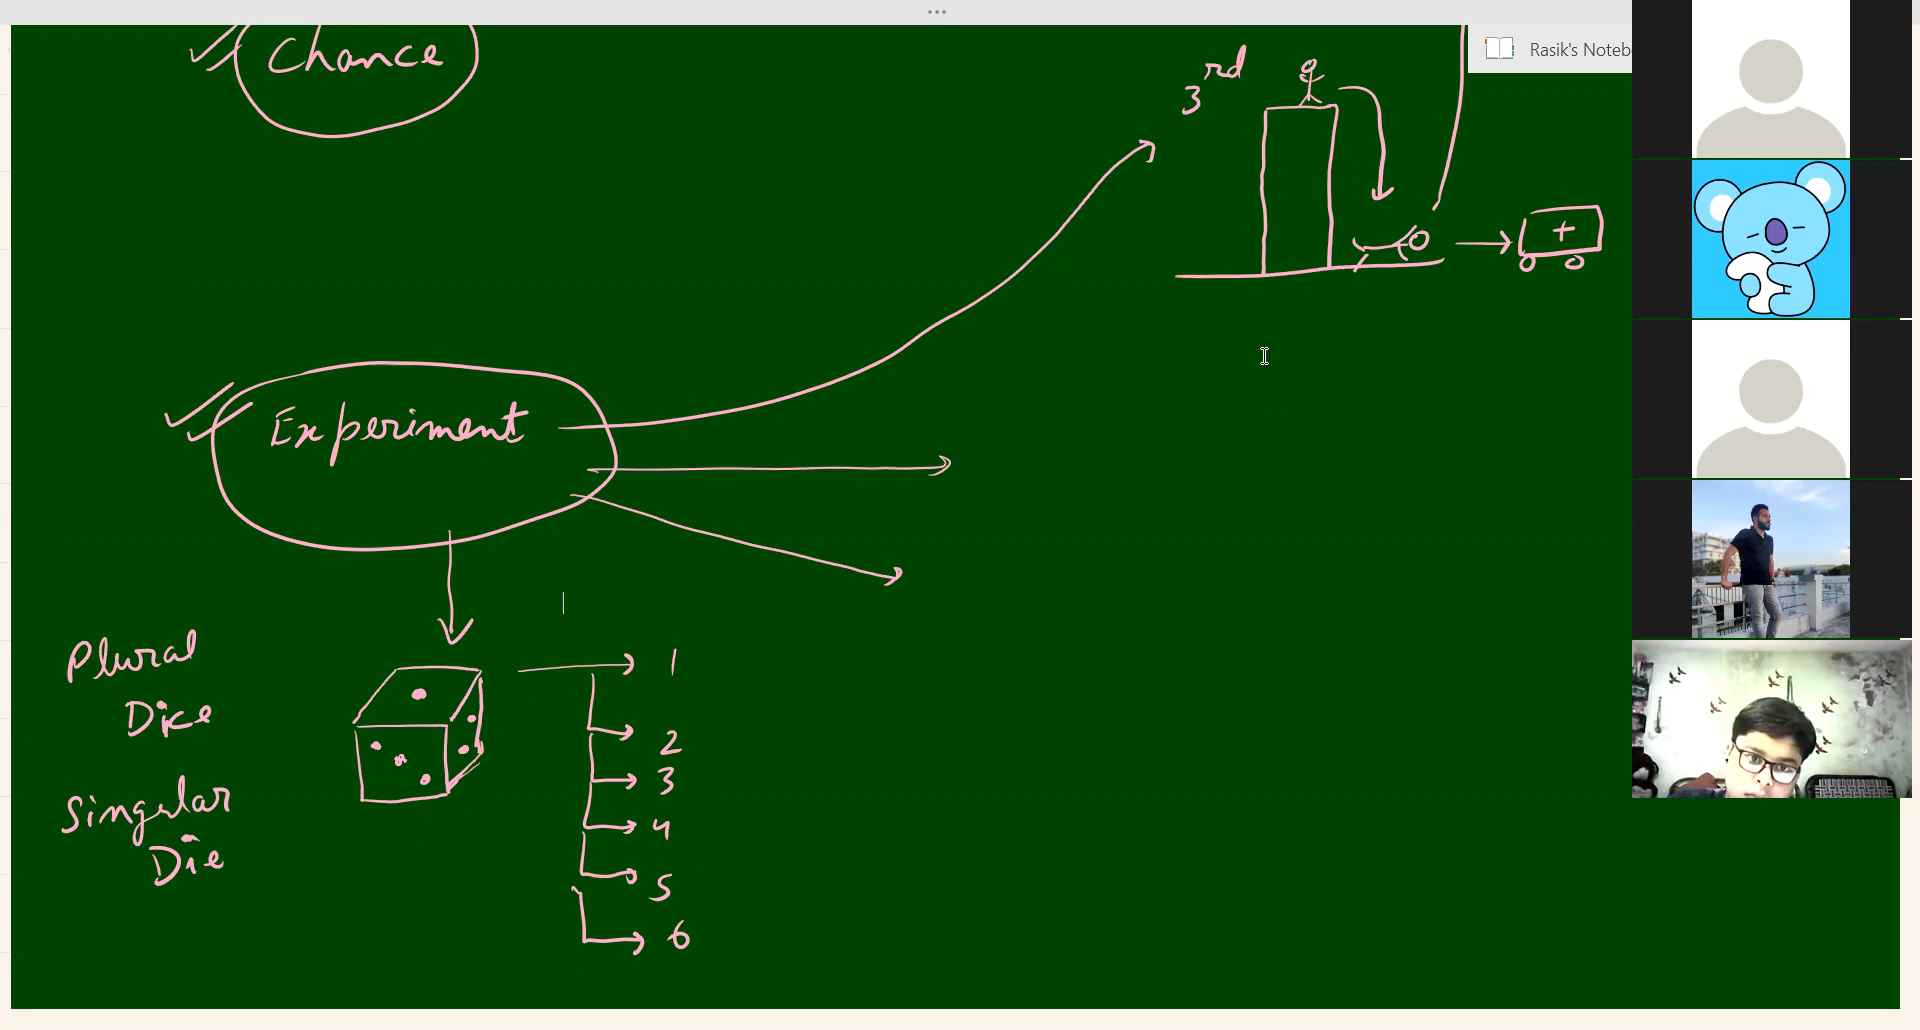 Chance
3rd
Rasik's Noteb
+
Experiment
Plural
Dice
Singular
Die
1
2
3
4
5
6